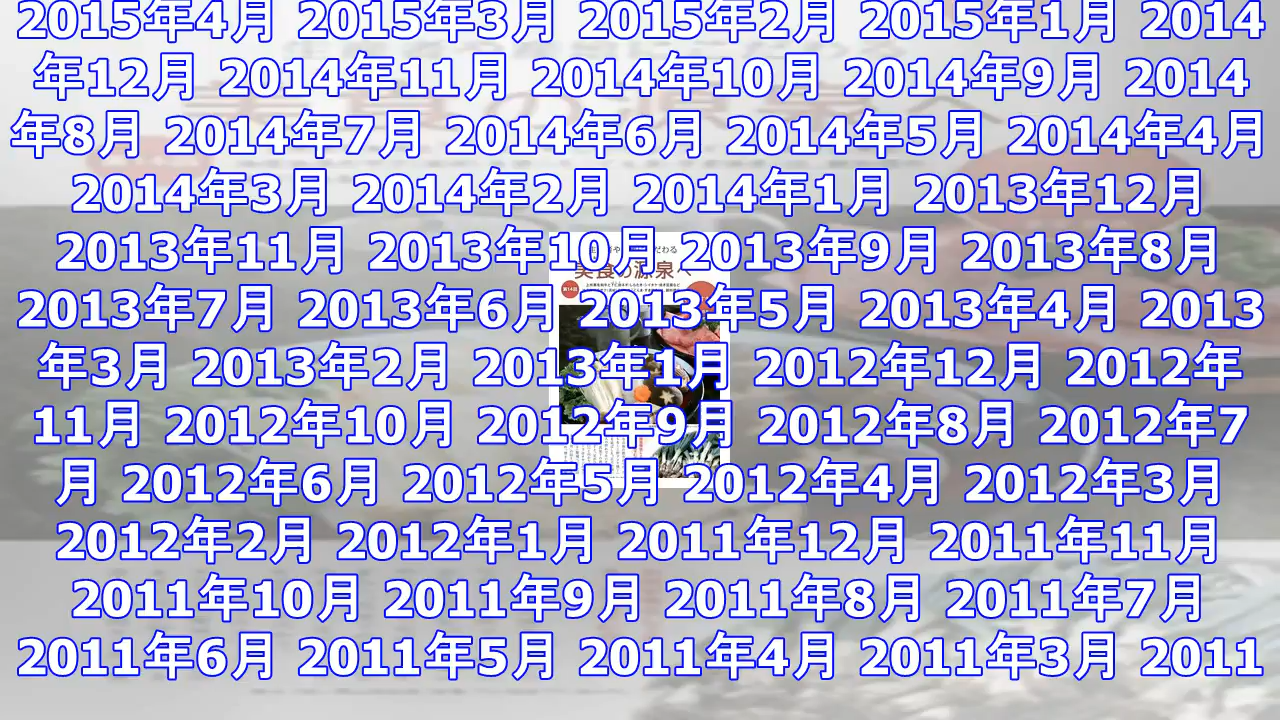 2015年4月 2015年3月 2015年2月 2015年1月 2014
年12月 2014年11月 2014年10月 2014年9月 2014
年8月 2014年7月 2014年6月 2014年5月 2014年4月
2014年3月 2014年2月 2014年1月 2013年12月
2013年11月 2013年10月 2013年9月 2013年8月
2013年7月 2013年6月 2013年5月 2013年4月 2013
年3月 2013年2月 2013年1月 2012年12月 2012年
11月 2012年10月 2012年9月 2012年8月 2012年7
月 2012年6月 2012年5月 2012年4月 2012年3月
2012年2月 2012年1月 2011年12月 2011年11月
2011年10月 2011年9月 2011年8月 2011年7月
2011年6月 2011年5月 2011年4月 2011年3月 2011
美食の源泉へ